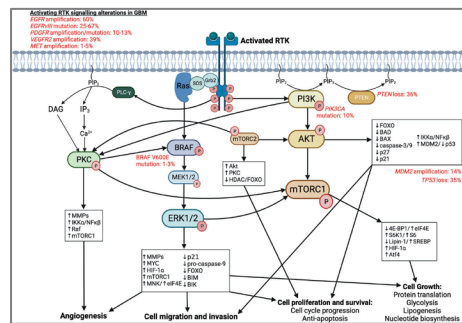 Activating RTK signalling alterations in GBM
EGFR amplification: 60%
EGFRvIII mutation: 25-67%
PDGFR amplification/mutation: 10-13%
VEGFR2 amplification: 39%
MET amplification: 1-5%
Activated RTK
PIP₂
PLC-γ
Ras
SOS
Grb2
PIP₂
PIP₃
PIP₂
PI3K
PTEN
PTEN loss: 36%
DAG
IP₃
Ca²⁺
P
PIK3CA
mutation: 10%
PKC
P
BRAF
P
BRAF V600E
mutation: 1-3%
mTORC2
P
AKT
P
↓FOXO
↓BAD
↓BAX
↓caspase-3/9
↓p27
↓p21
↑IKKα/NFκβ
↑MDM2/↓p53
MEK1/2
P
↑Akt
↑PKC
↓HDAC/FOXO
mTORC1
P
MDM2 amplification: 14%
TP53 loss: 35%
↑MMPs
↑IKKα/NFκβ
↑Raf
↑mTORC1
ERK1/2
P
↓4E-BP1/↑eIF4E
↑S6K1/↑S6
↑Lipin-1/↑SREBP
↑HIF-1α
↑Atf4
↑MMPs
↑MYC
↑HIF-1α
↑mTORC1
↑MNK/↑eIF4E
↓p21
↓pro-caspase-9
↓FOXO
↓BIM
↓BIK
Angiogenesis
Cell migration and invasion
Cell proliferation and survival:
Cell cycle progression
Anti-apoptosis
Cell Growth:
Protein translation
Glycolysis
Lipogenesis
Nucleotide biosynthesis